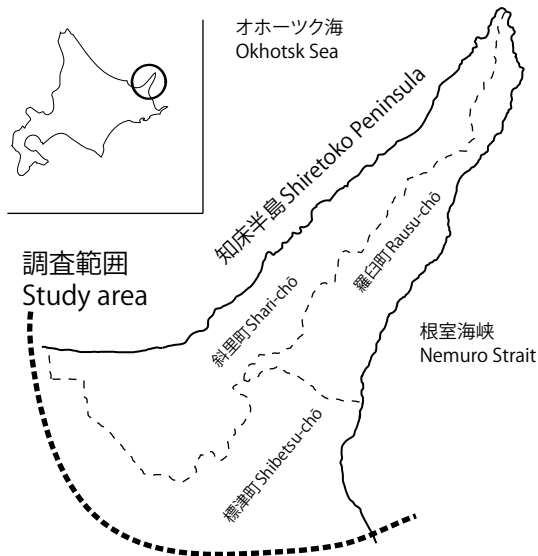 オホーツク海
Okhotsk Sea
知床半島 Shiretoko Peninsula
調査範囲
Study area
斜里町 Shari-chō
羅臼町 Rausu-chō
根室海峡
Nemuro Strait
標津町 Shibetsu-chō